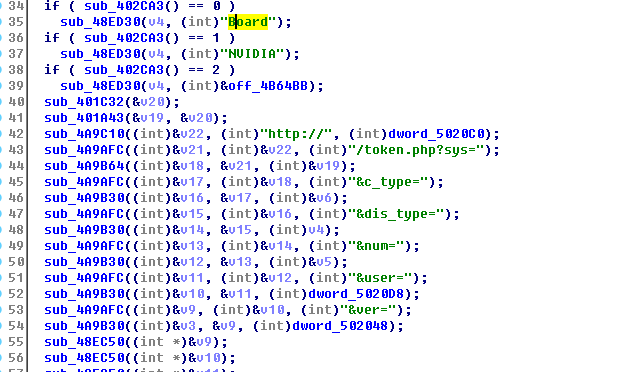 34 if ( sub_402CA3() == 0 )
35 sub_48ED30(v4, (int)"Board");
36 if ( sub_402CA3() == 1 )
37 sub_48ED30(v4, (int)"NVIDIA");
38 if ( sub_402CA3() == 2 )
39 sub_48ED30(v4, (int)&off_4B64BB);
40 sub_401C32(&v20);
41 sub_401A43(&v19, &v20);
42 sub_4A9C10((int)&v22, (int)"http://", (int)dword_5020C0);
43 sub_4A9AFC((int)&v21, (int)&v22, (int)"/token.php?sys=");
44 sub_4A9B64((int)&v18, &v21, (int)&v19);
45 sub_4A9AFC((int)&v17, (int)&v18, (int)"&c_type=");
46 sub_4A9B30((int)&v16, &v17, (int)&v6);
47 sub_4A9AFC((int)&v15, (int)&v16, (int)"&dis_type=");
48 sub_4A9B30((int)&v14, &v15, (int)v4);
49 sub_4A9AFC((int)&v13, (int)&v14, (int)"&num=");
50 sub_4A9B30((int)&v12, &v13, (int)&v5);
51 sub_4A9AFC((int)&v11, (int)&v12, (int)"&user=");
52 sub_4A9B30((int)&v10, &v11, (int)dword_5020D8);
53 sub_4A9AFC((int)&v9, (int)&v10, (int)"&ver=");
54 sub_4A9B30((int)&v3, &v9, (int)dword_502048);
55 sub_48EC50((int *)&v9);
56 sub_48EC50((int *)&v10);